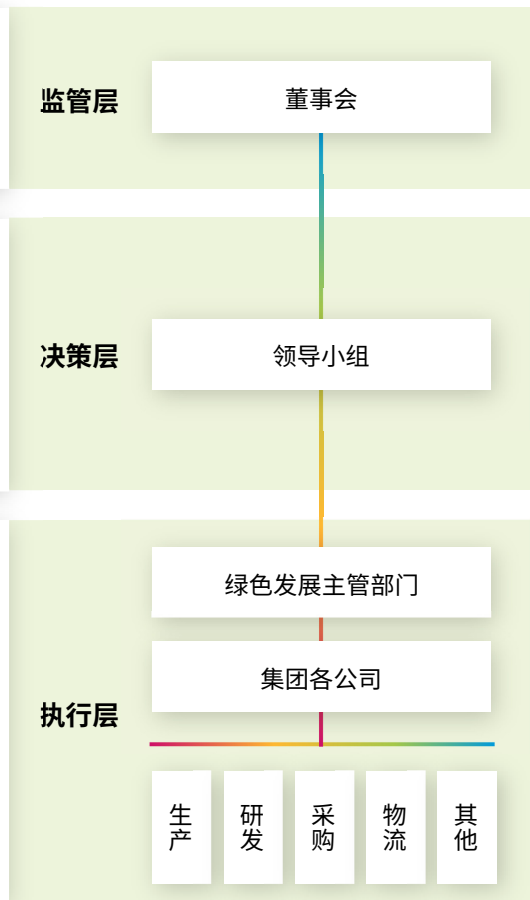 监管层
董事会
决策层
领导小组
绿色发展主管部门
集团各公司
执行层
生产
研发
采购
物流
其他